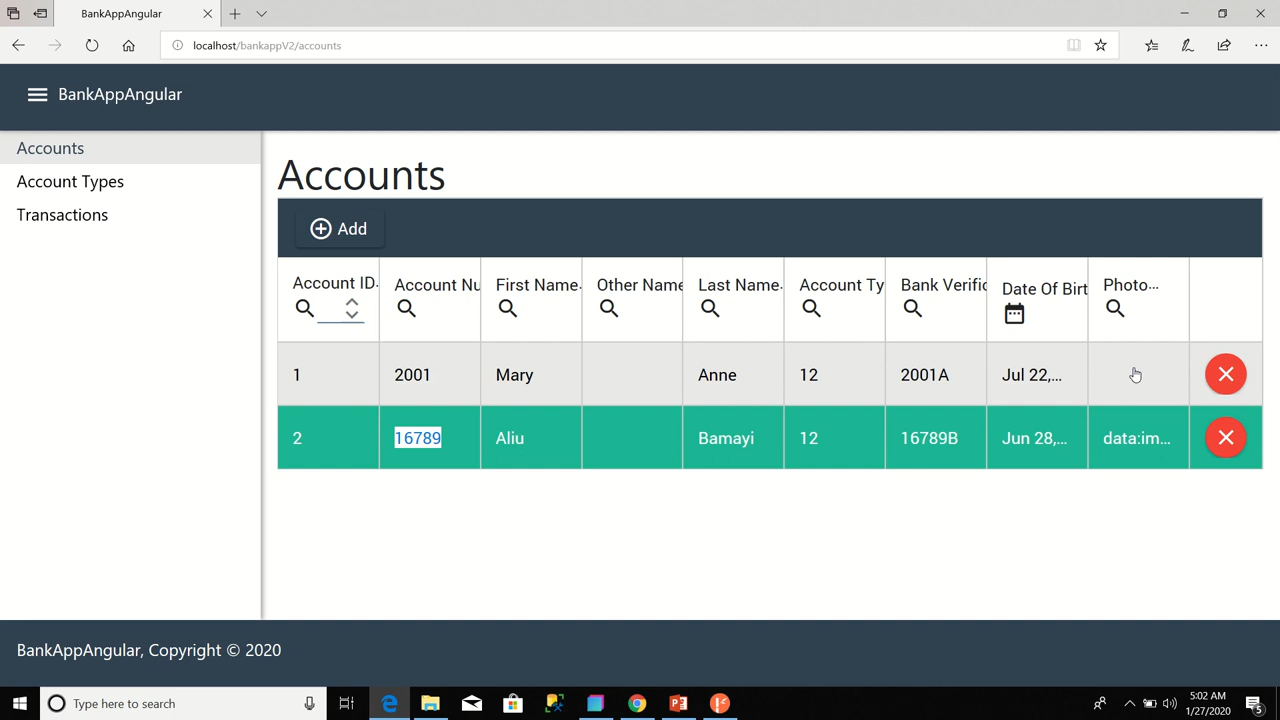 BankAppAngular
localhost/bankappV2/accounts
BankAppAngular
Accounts
Account Types
Transactions
Accounts
Add
Account ID. Account Nu First Name. Other Name Last Name. Account Ty Bank Verific Date Of Birt Photo...
1 2001 Mary Anne 12 2001A Jul 22,...
2 16789 Aliu Bamayi 12 16789B Jun 28,... data:im...
BankAppAngular, Copyright © 2020
Type here to search
5:02 AM
1/27/2020
5